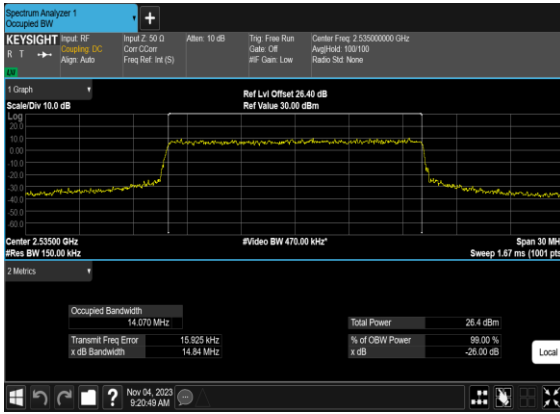 Spectrum Analyzer 1
Occupied BW
+
KEYSIGHT Input: RF Input Z: 50 Ω Atten: 10 dB Trig: Free Run Center Freq: 2.535000000 GHz
R T Coupling: DC Corr CCorr Gate: Off Avg|Hold: 100/100
Align: Auto Freq Ref: Int (S) #IF Gain: Low Radio Std: None
LW
1 Graph
Ref Lvl Offset 26.40 dB
Scale/Div 10.0 dB Ref Value 30.00 dBm
Log
20.0
10.0
0.00
-10.0
-20.0
-30.0
-40.0
-50.0
-60.0
Center 2.53500 GHz #Video BW 470.00 kHz* Span 30 MH
#Res BW 150.00 kHz Sweep 1.67 ms (1001 pts
2 Metrics
Occupied Bandwidth
14.070 MHz Total Power 26.4 dBm
Transmit Freq Error 15.925 kHz % of OBW Power 99.00 %
x dB Bandwidth 14.84 MHz x dB -26.00 dB
Local
? Nov 04, 2023
9:20:49 AM